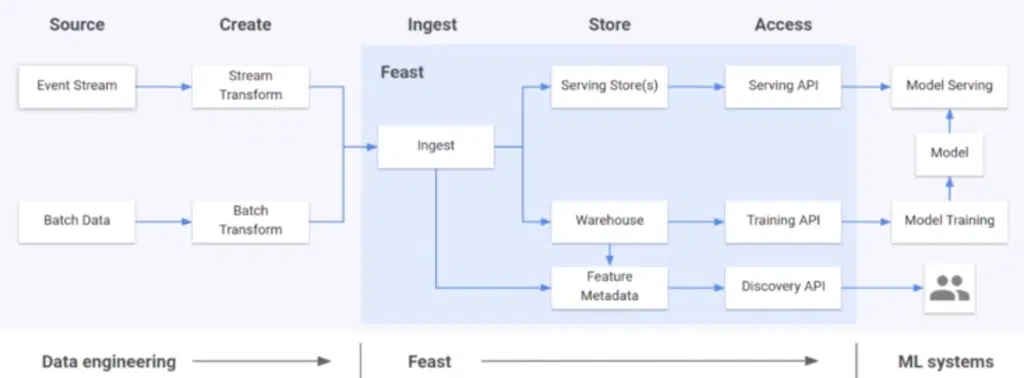 Source Create Ingest Store Access
Feast
Event Stream
Stream
Transform
Serving Store(s)
Serving API
Model Serving
Ingest
Model
Batch Data
Batch
Transform
Warehouse
Training API
Model Training
Feature
Metadata
Discovery API
Data engineering
Feast
ML systems